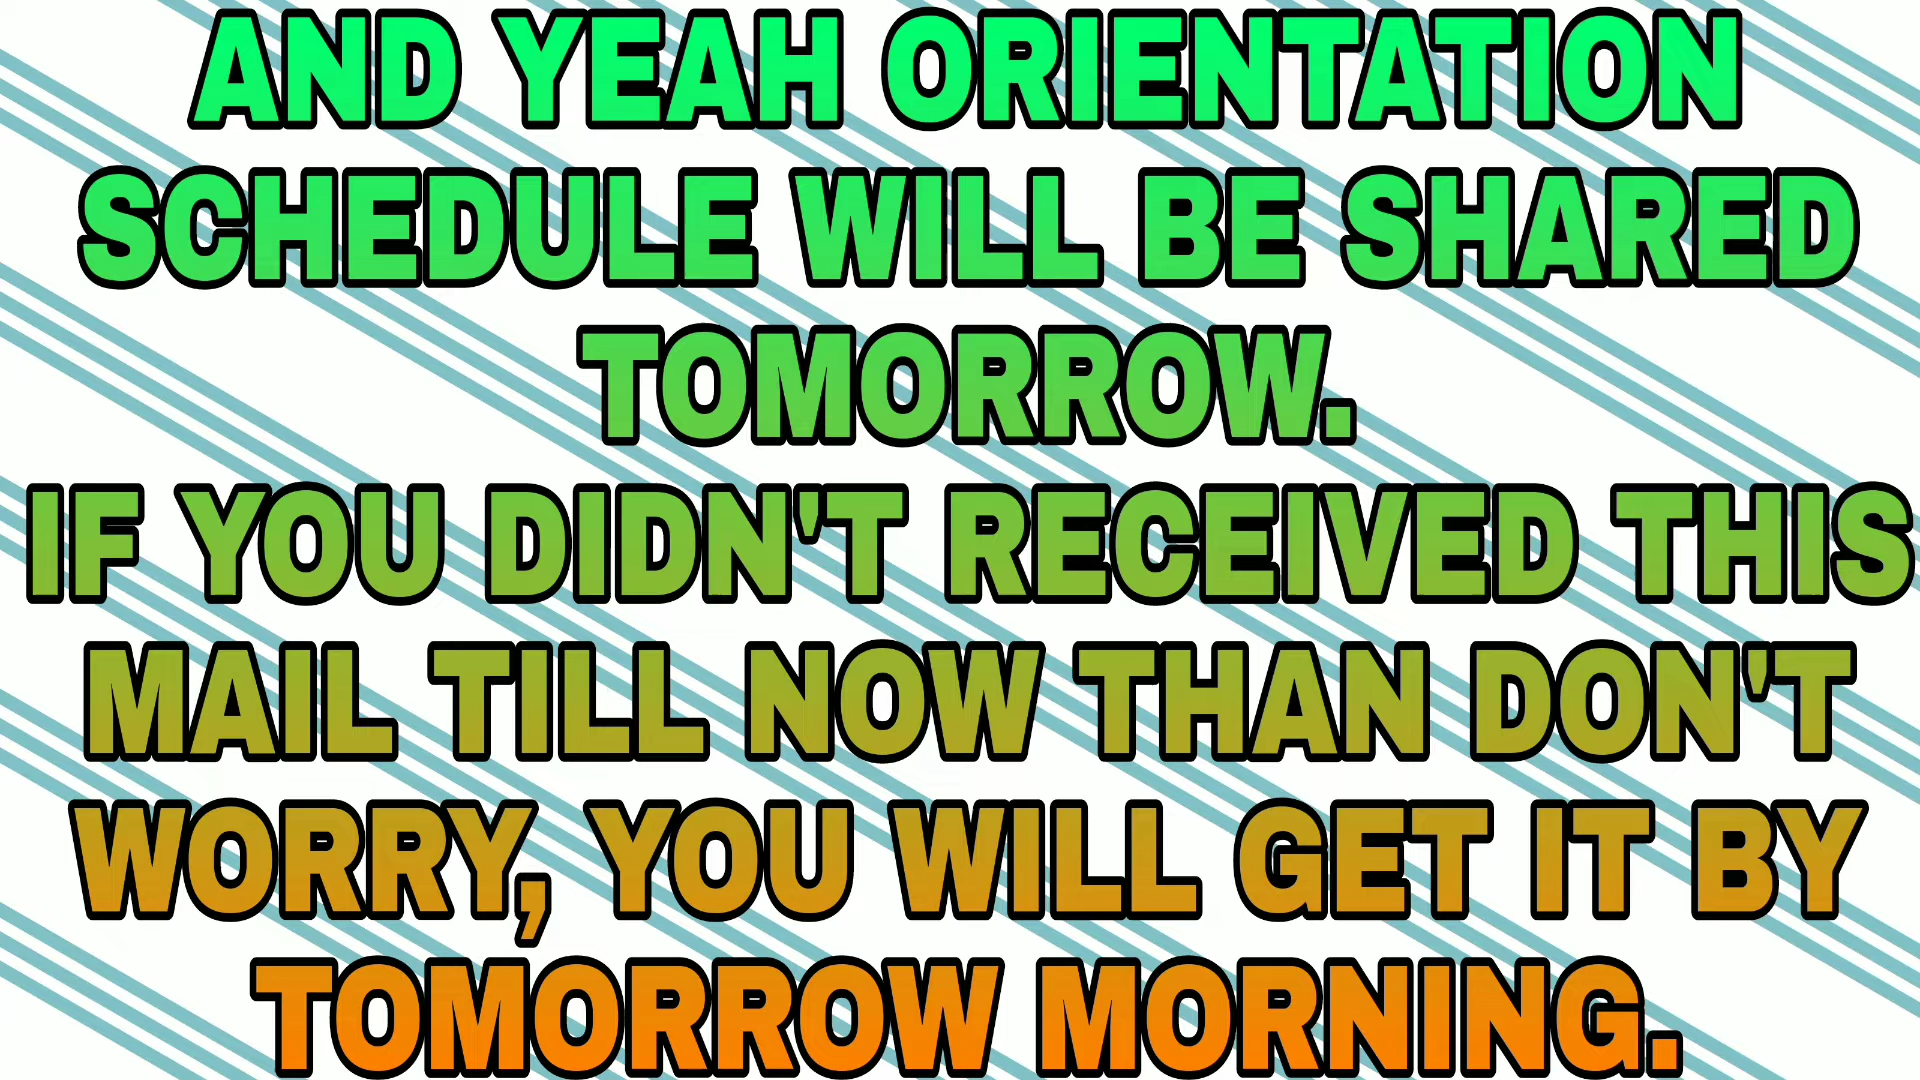 AND YEAH ORIENTATION
SCHEDULE WILL BE SHARED
TOMORROW.
IF YOU DIDN'T RECEIVED THIS
MAIL TILL NOW THAN DON'T
WORRY, YOU WILL GET IT BY
TOMORROW MORNING.